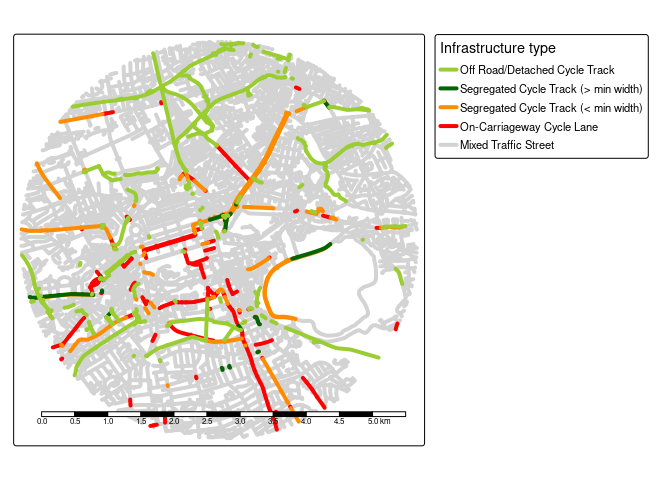 Infrastructure type
Off Road/Detached Cycle Track
Segregated Cycle Track (> min width)
Segregated Cycle Track (< min width)
On-Carriageway Cycle Lane
Mixed Traffic Street
0.0 0.5 1.0 1.5 2.0 2.5 3.0 3.5 4.0 4.5 5.0 km